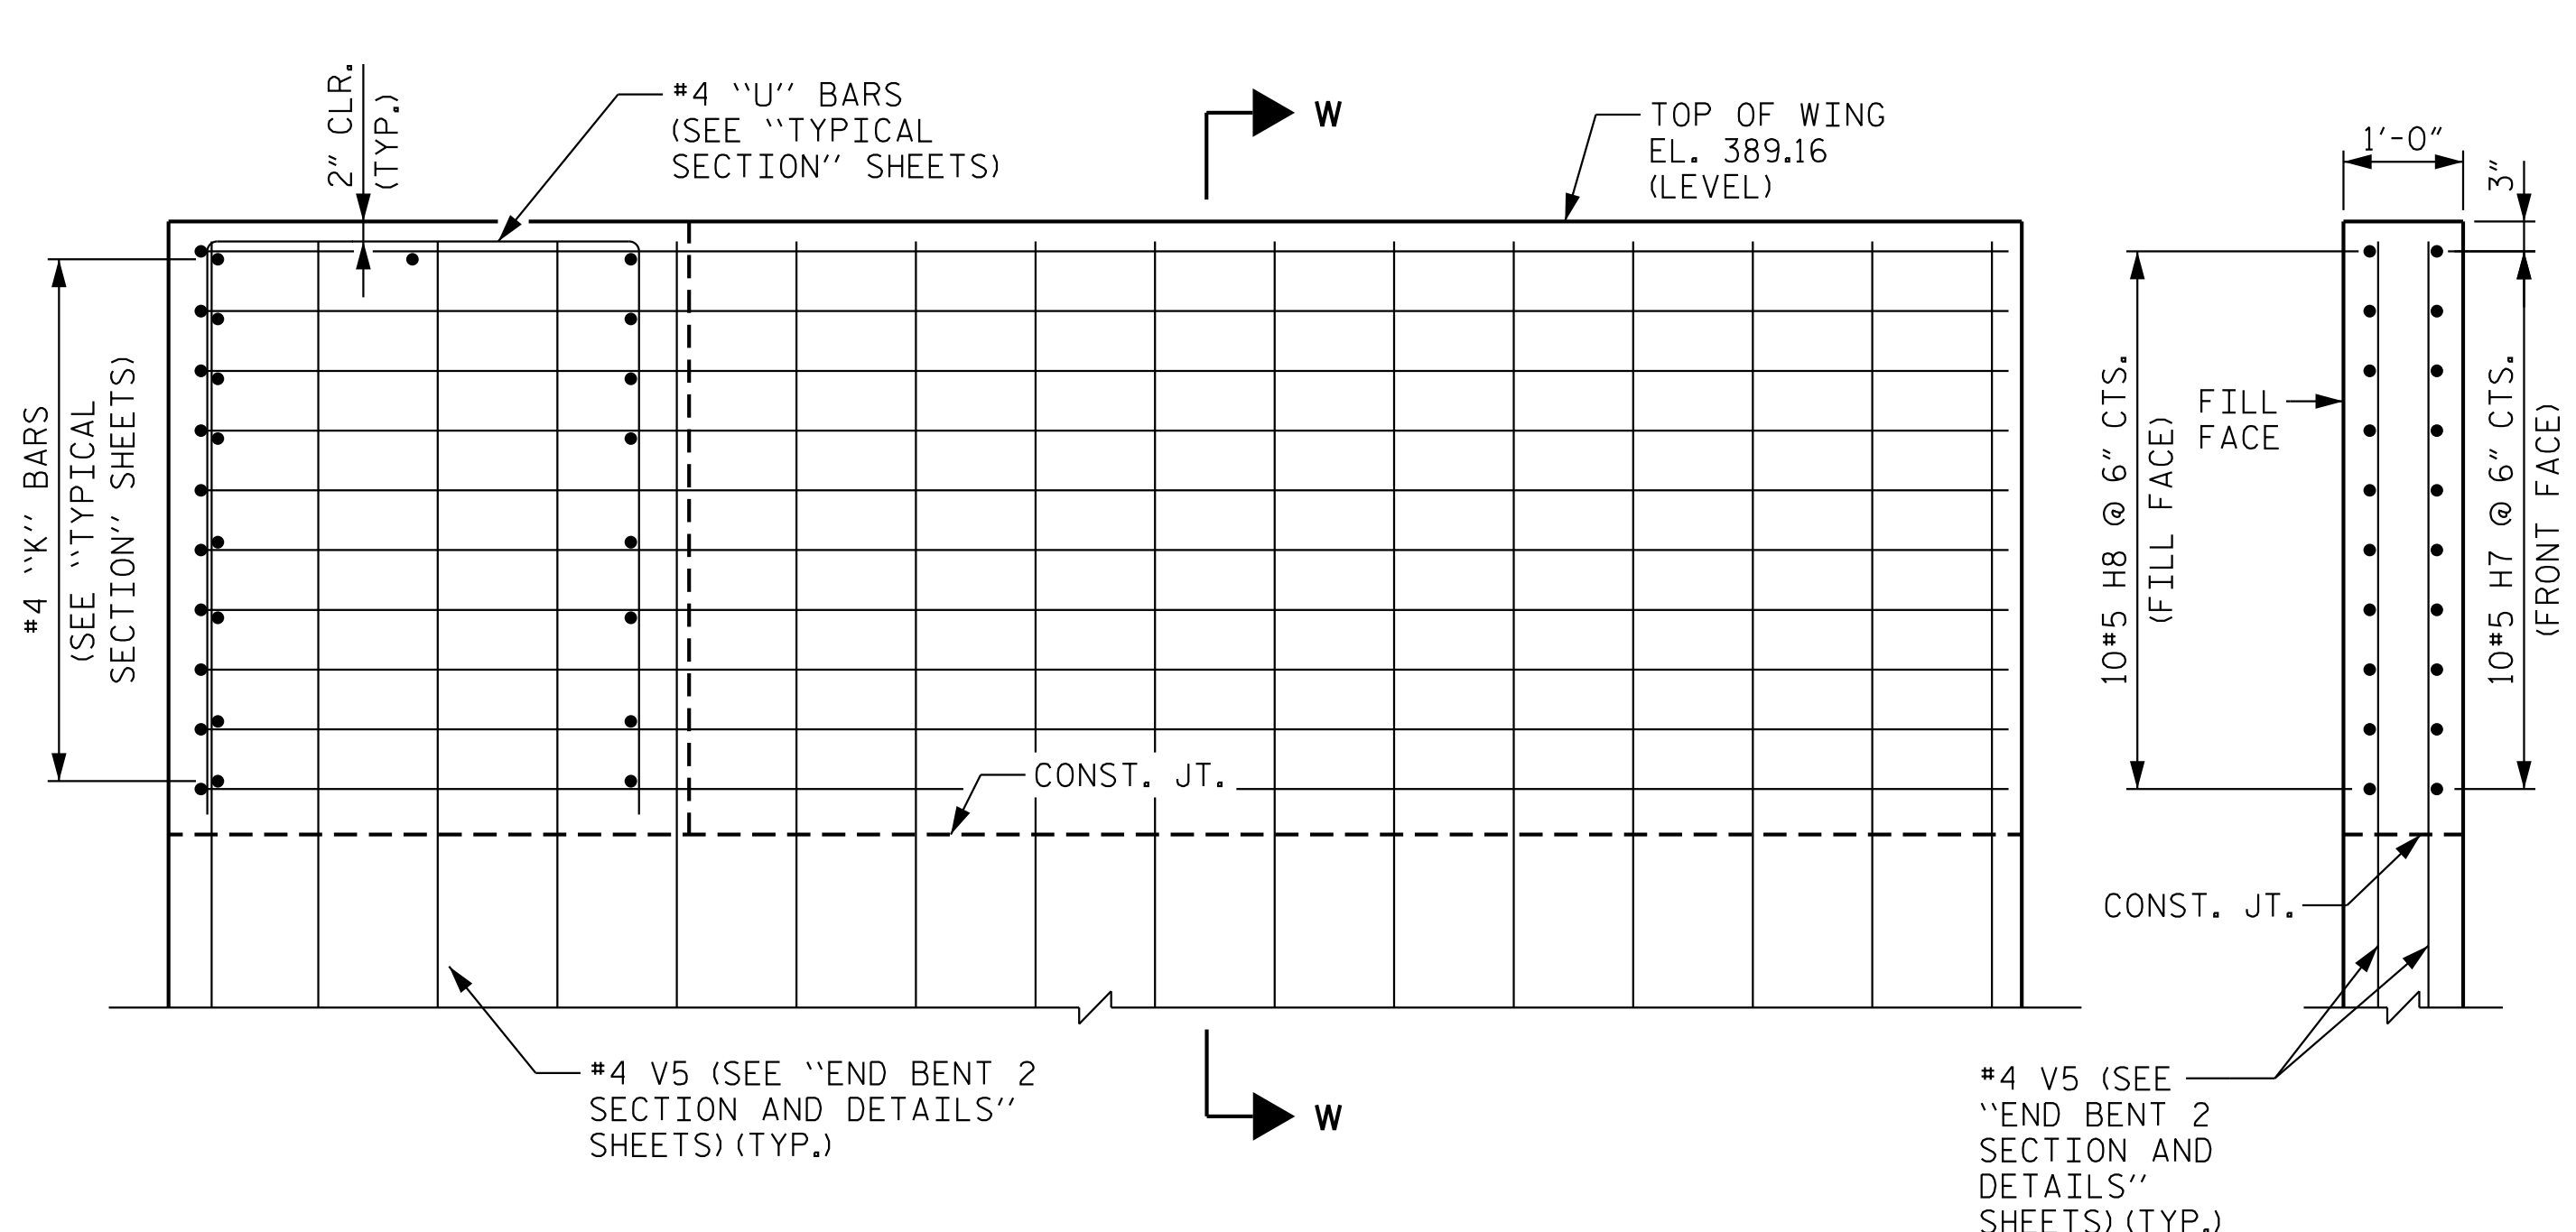 2" CLR.
(TYP.)
#4 "U" BARS
(SEE "TYPICAL
SECTION" SHEETS)
W
TOP OF WING
EL. 389.16
(LEVEL)
1'-0"
3"
#4 "K" BARS
(SEE "TYPICAL
SECTION" SHEETS)
10#5 H8 @ 6" CTS.
(FILL FACE)
FILL
FACE
10#5 H7 @ 6" CTS.
(FRONT FACE)
CONST. JT.
CONST. JT.
#4 V5 (SEE "END BENT 2
SECTION AND DETAILS"
SHEETS)(TYP.)
W
#4 V5 (SEE
"END BENT 2
SECTION AND
DETAILS"
SHEETS)(TYP.)